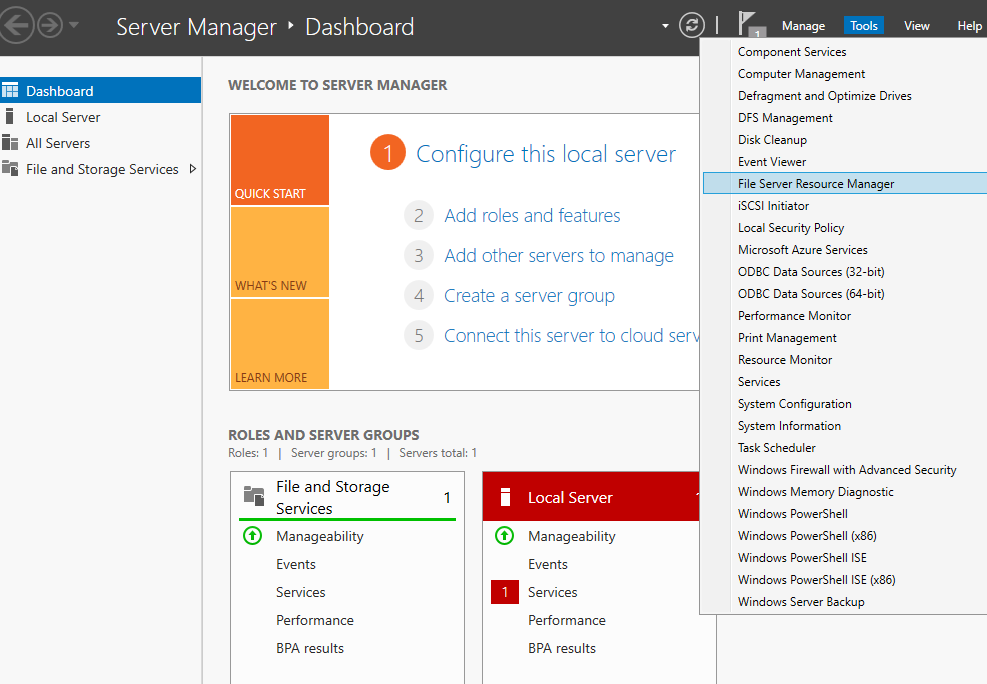 Server Manager ‣ Dashboard
1
Manage
Tools
View
Help
Dashboard
Local Server
All Servers
File and Storage Services
WELCOME TO SERVER MANAGER
QUICK START
WHAT'S NEW
LEARN MORE
1 Configure this local server
2 Add roles and features
3 Add other servers to manage
4 Create a server group
5 Connect this server to cloud serv
ROLES AND SERVER GROUPS
Roles: 1 | Server groups: 1 | Servers total: 1
File and Storage
Services
1
Manageability
Events
Services
Performance
BPA results
Local Server
Manageability
Events
1 Services
Performance
BPA results
Component Services
Computer Management
Defragment and Optimize Drives
DFS Management
Disk Cleanup
Event Viewer
File Server Resource Manager
iSCSI Initiator
Local Security Policy
Microsoft Azure Services
ODBC Data Sources (32-bit)
ODBC Data Sources (64-bit)
Performance Monitor
Print Management
Resource Monitor
Services
System Configuration
System Information
Task Scheduler
Windows Firewall with Advanced Security
Windows Memory Diagnostic
Windows PowerShell
Windows PowerShell (x86)
Windows PowerShell ISE
Windows PowerShell ISE (x86)
Windows Server Backup